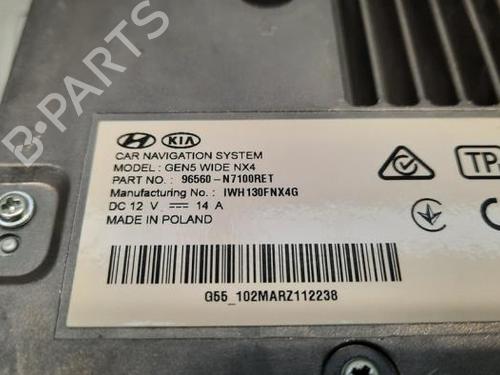 B-PARTS
HYUNDAI KIA
CAR NAVIGATION SYSTEM
MODEL : GEN5 WIDE NX4
PART NO. : 96560-N7100RET
Manufacturing No. : IWH130FNX4G
DC 12 V ⎓ 14 A
MADE IN POLAND
TP
G55_102MARZ112238